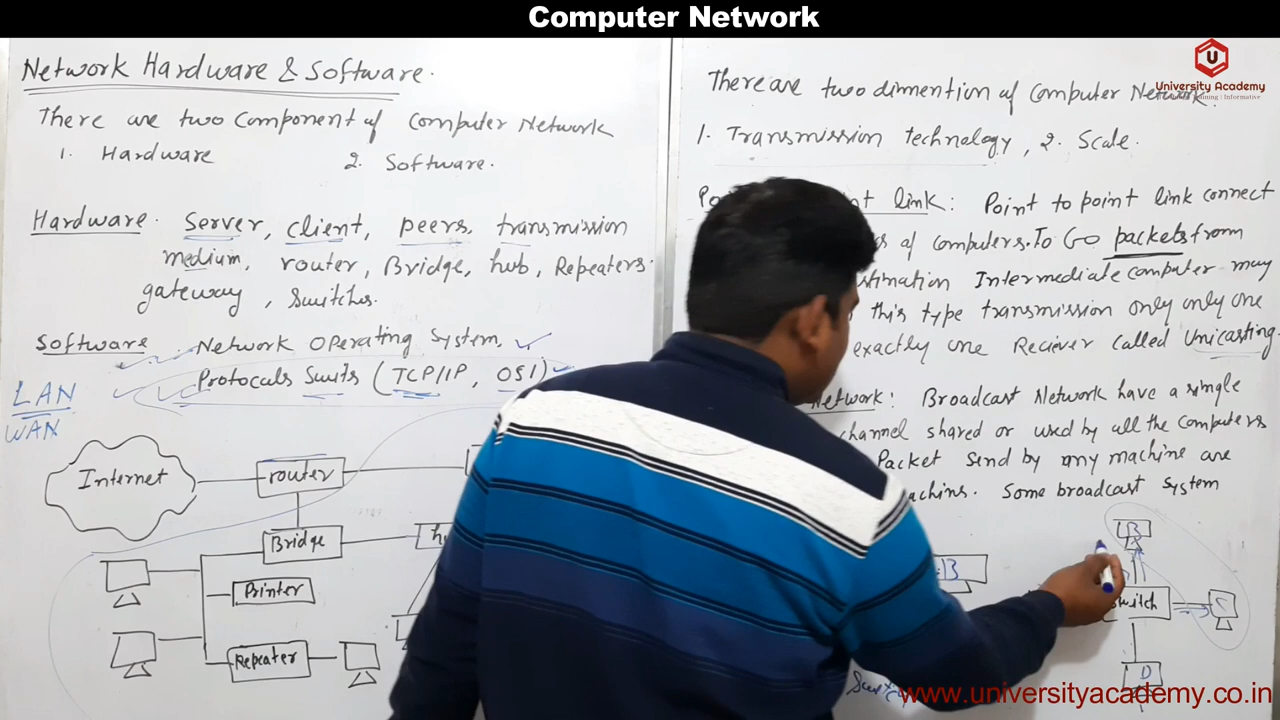 Computer Network
University Academy
Network Hardware & Software.
There are two Component of Computer Network
1. Hardware 2. Software.
Hardware. Server, client, peers, transmission
medium, router, Bridge, hub, Repeaters.
gateway, Switches.
Software Network Operating System,
Protocals Suits (TCP/IP, OSI)
LAN
WAN
Internet
router
Bridge
Printer
Repeater
There are two dimention of Computer Network.
1. Transmission technology, 2. Scale.
link: Point to point link connect
of computers. To Go packets from
Intermediate computer may
this type transmission only only one
exactly one Reciever called Unicasting.
Network: Broadcast Network have a single
channel shared or used by all the Computers
Packet Send by any machine are
Some broadcast System
B
B
C
D
www.universityacademy.co.in